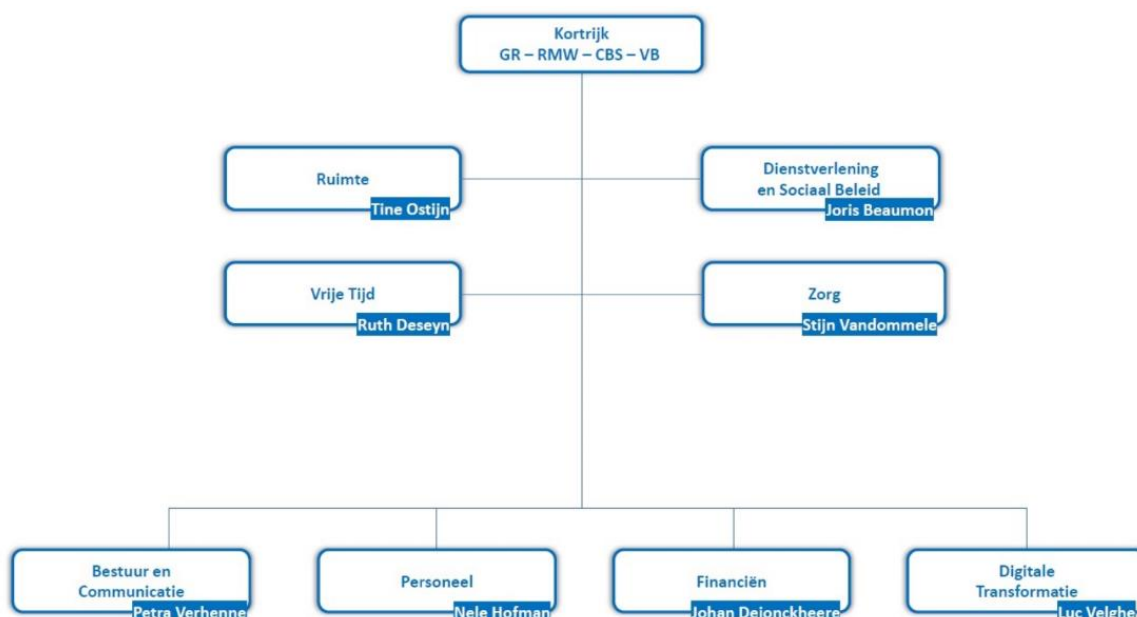 Kortrijk
GR – RMW – CBS – VB
Ruimte
Tine Ostijn
Dienstverlening
en Sociaal Beleid
Joris Beaumon
Vrije Tijd
Ruth Deseyn
Zorg
Stijn Vandommele
Bestuur en
Communicatie
Petra Verhenne
Personeel
Nele Hofman
Financiën
Johan Dejonckheere
Digitale
Transformatie
Luc Velghe